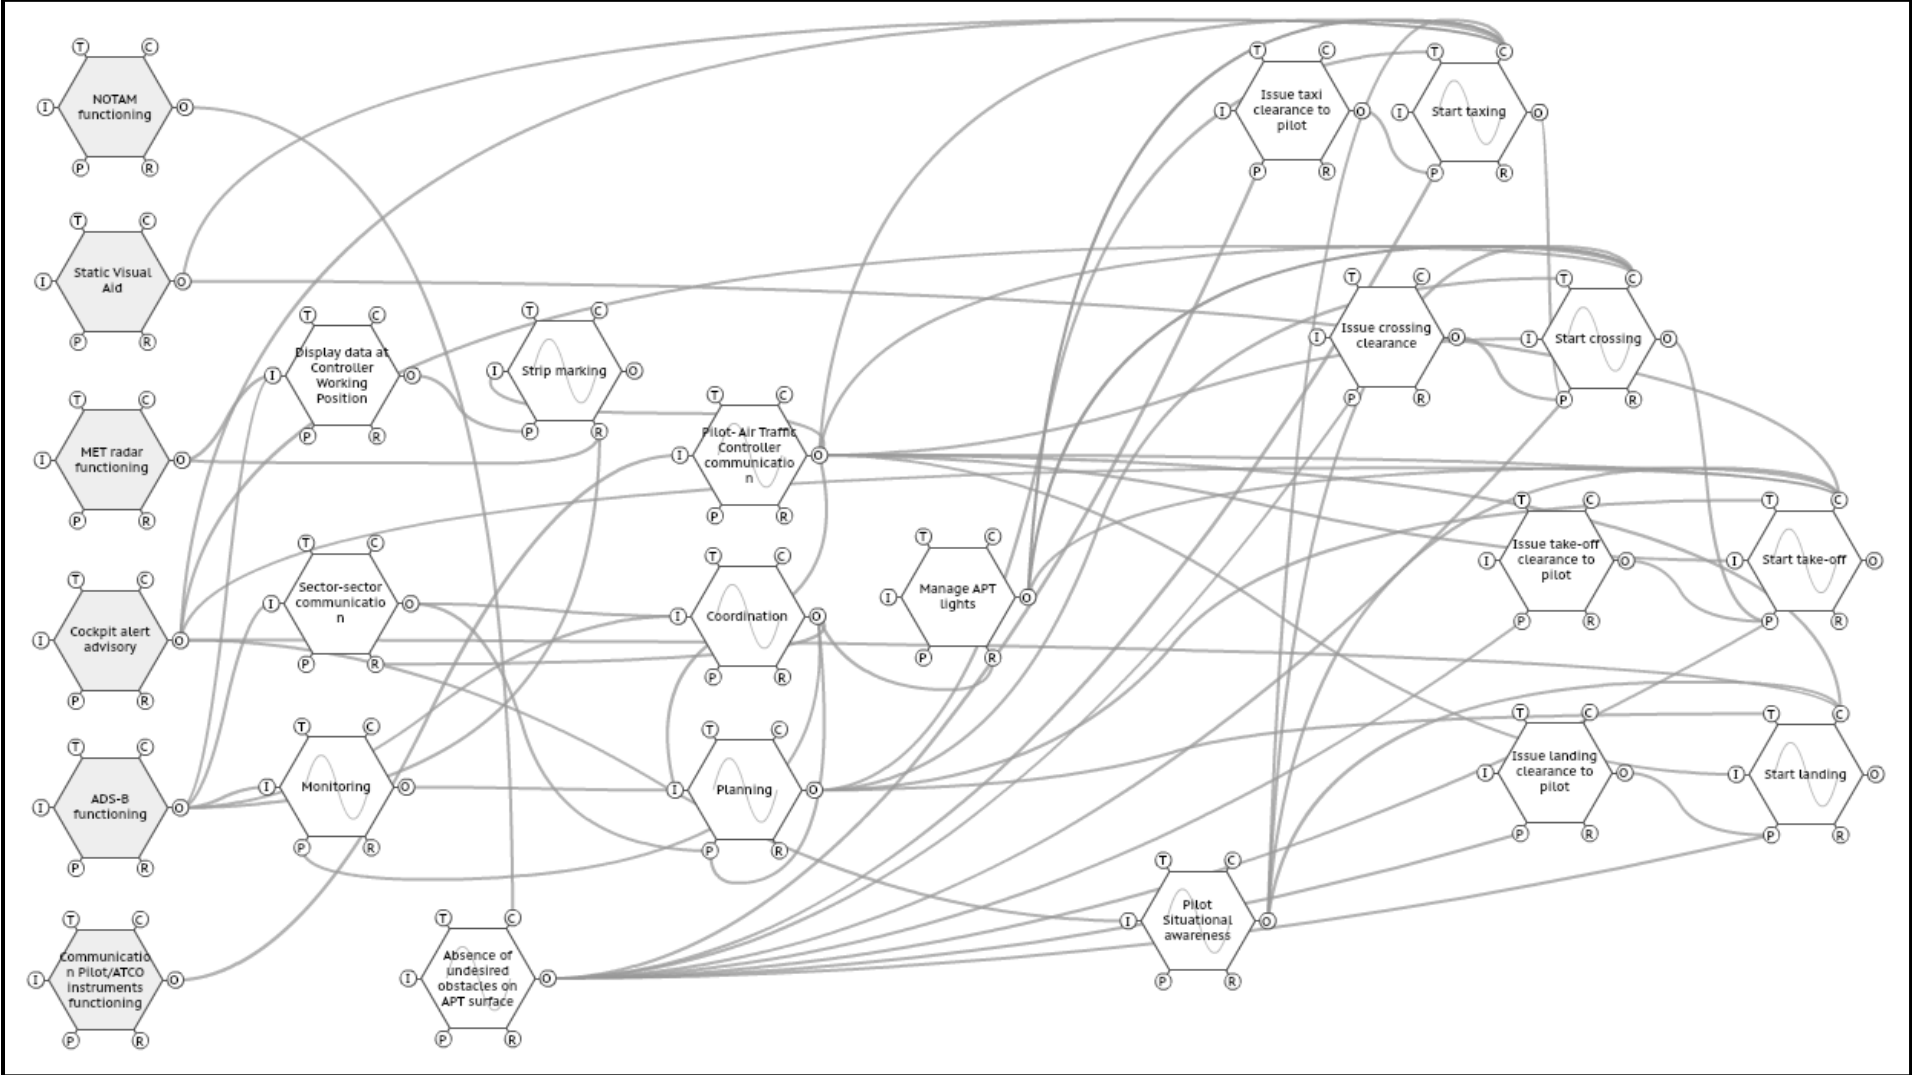 T
C
NOTAM
functioning
I
O
P
R
T
C
Static Visual
Aid
I
O
P
R
T
C
MET radar
functioning
I
O
P
R
T
C
Cockpit alert
advisory
I
O
P
R
T
C
ADS-B
functioning
I
O
P
R
T
C
Communicatio
n Pilot/ATCO
instruments
functioning
I
O
P
R
T
C
Display data at
Controller
Working
Position
I
O
P
R
T
C
Sector-sector
communicatio
n
I
O
P
R
T
C
Monitoring
I
O
P
R
T
C
Strip marking
I
O
P
R
T
C
Absence of
undesired
obstacles on
APT surface
I
O
P
R
T
C
Pilot- Air Traffic
Controller
communicatio
n
I
O
P
R
T
C
Coordination
I
O
P
R
T
C
Planning
I
O
P
R
T
C
Manage APT
lights
I
O
P
R
T
C
Pilot
Situational
awareness
I
O
P
R
T
C
Issue taxi
clearance to
pilot
I
O
P
R
T
C
Start taxing
I
O
P
R
T
C
Issue crossing
clearance
I
O
P
R
T
C
Start crossing
I
O
P
R
T
C
Issue take-off
clearance to
pilot
I
O
P
R
T
C
Start take-off
I
O
P
R
T
C
Issue landing
clearance to
pilot
I
O
P
R
T
C
Start landing
I
O
P
R